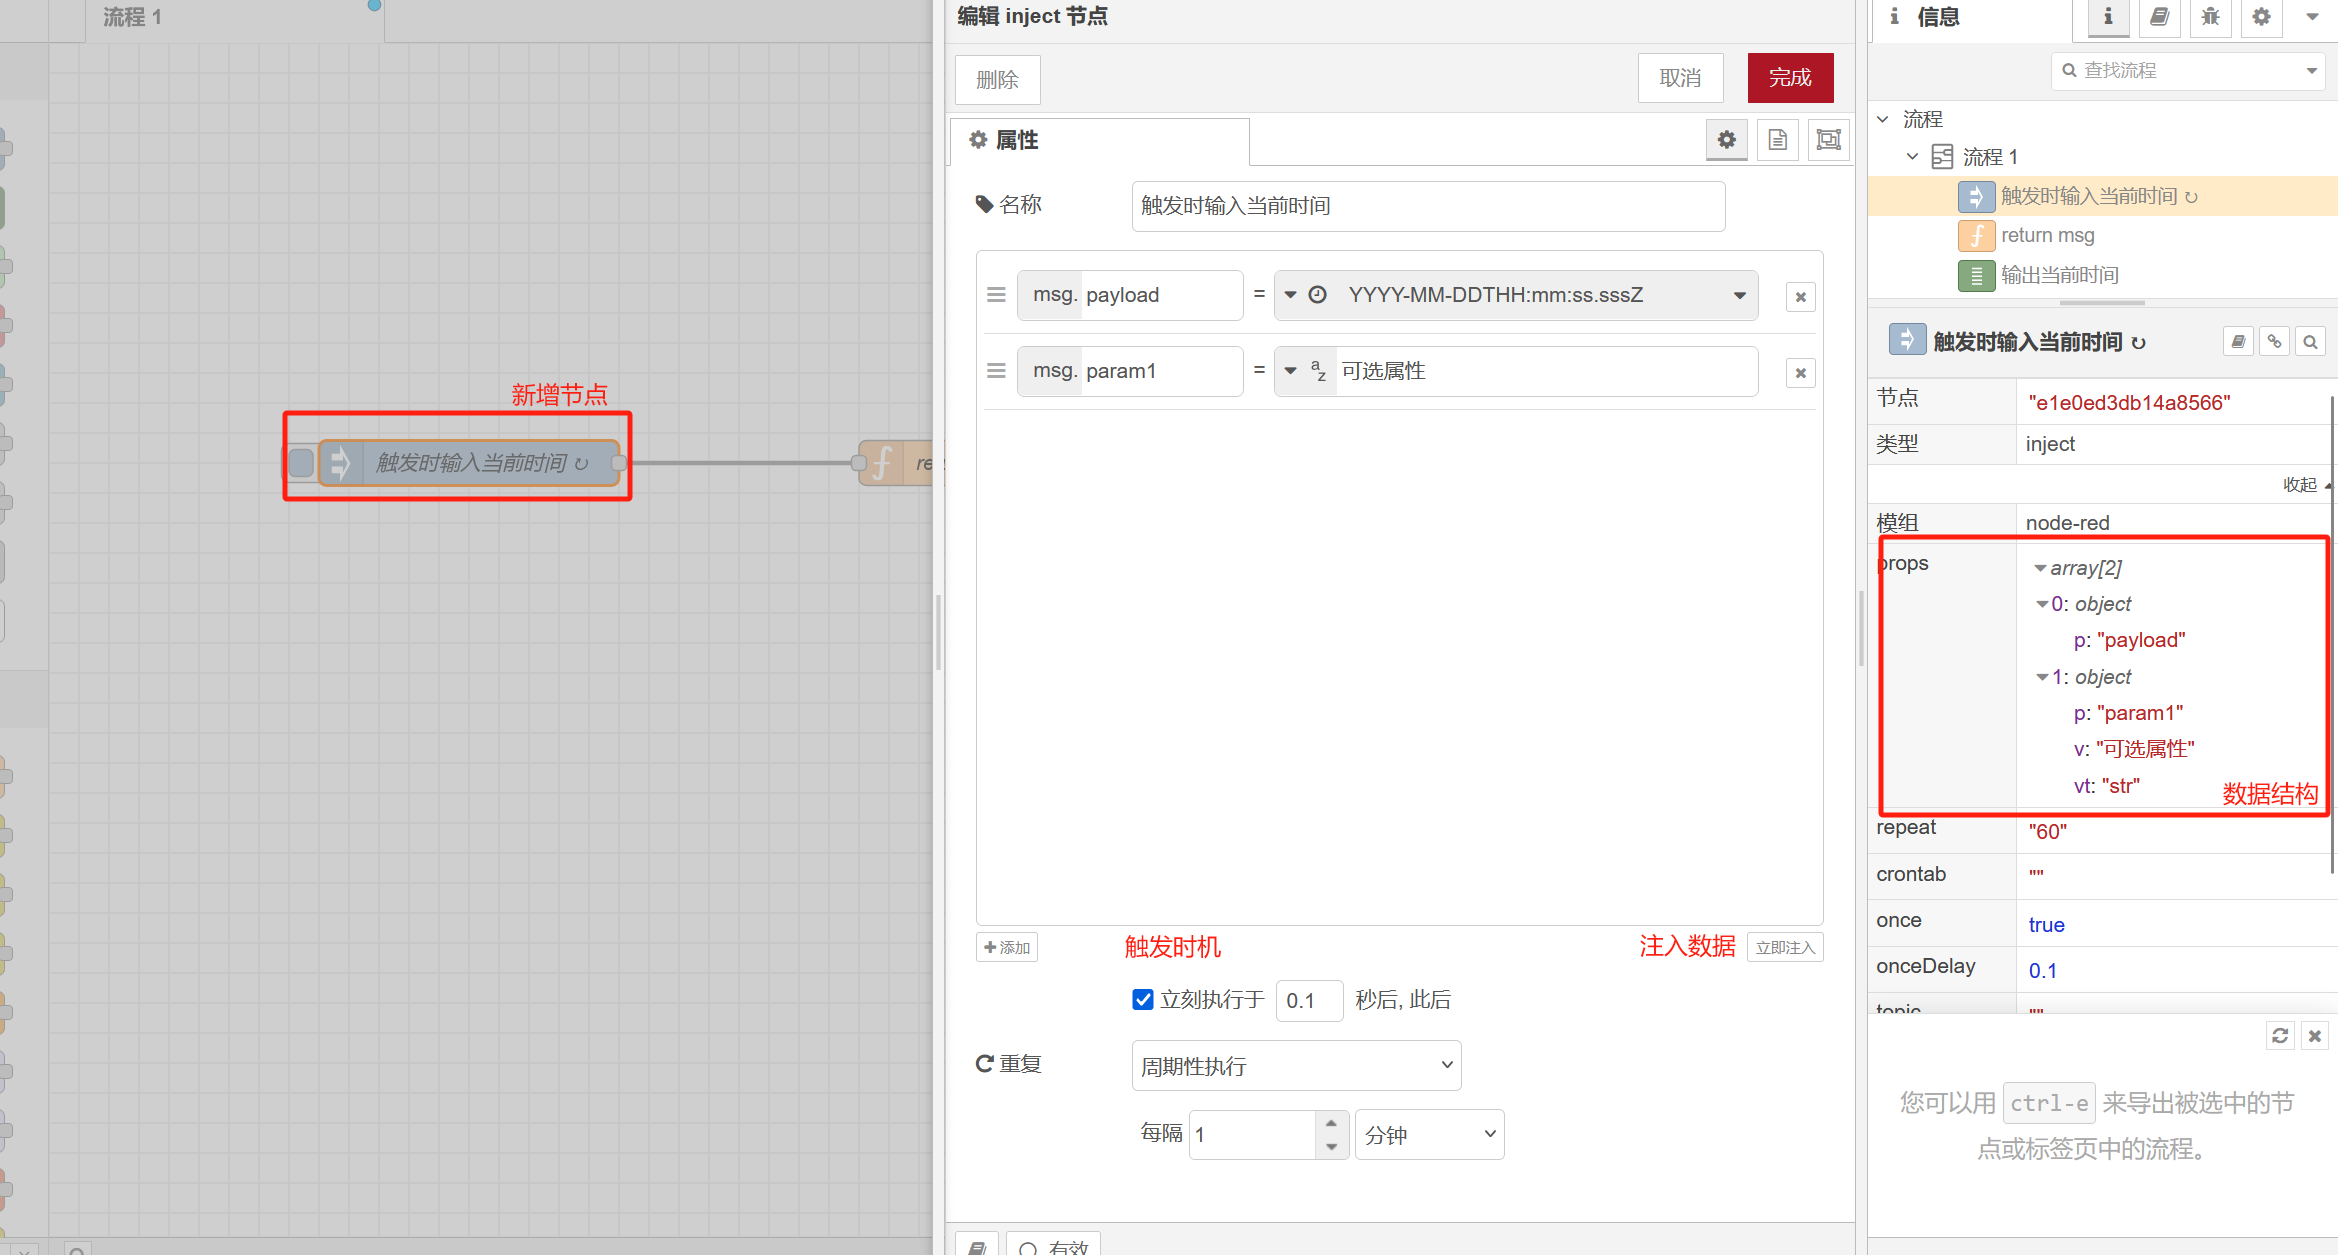 流程 1
新增节点
触发时输入当前时间 ↻
re
编辑 inject 节点
删除
取消
完成
属性
名称
触发时输入当前时间
msg. payload = YYYY-MM-DDTHH:mm:ss.sssZ
msg. param1 = az 可选属性
添加
触发时机
注入数据
立即注入
立刻执行于 0.1 秒后, 此后
重复
周期性执行
每隔 1 分钟
有效
信息
查找流程
流程
流程 1
触发时输入当前时间 ↻
return msg
输出当前时间
触发时输入当前时间 ↻
节点 "e1e0ed3db14a8566"
类型 inject
收起
模组 node-red
props array[2]
0: object
p: "payload"
1: object
p: "param1"
v: "可选属性"
vt: "str"
数据结构
repeat "60"
crontab ""
once true
onceDelay 0.1
topic ""
您可以用 ctrl-e 来导出被选中的节
点或标签页中的流程。